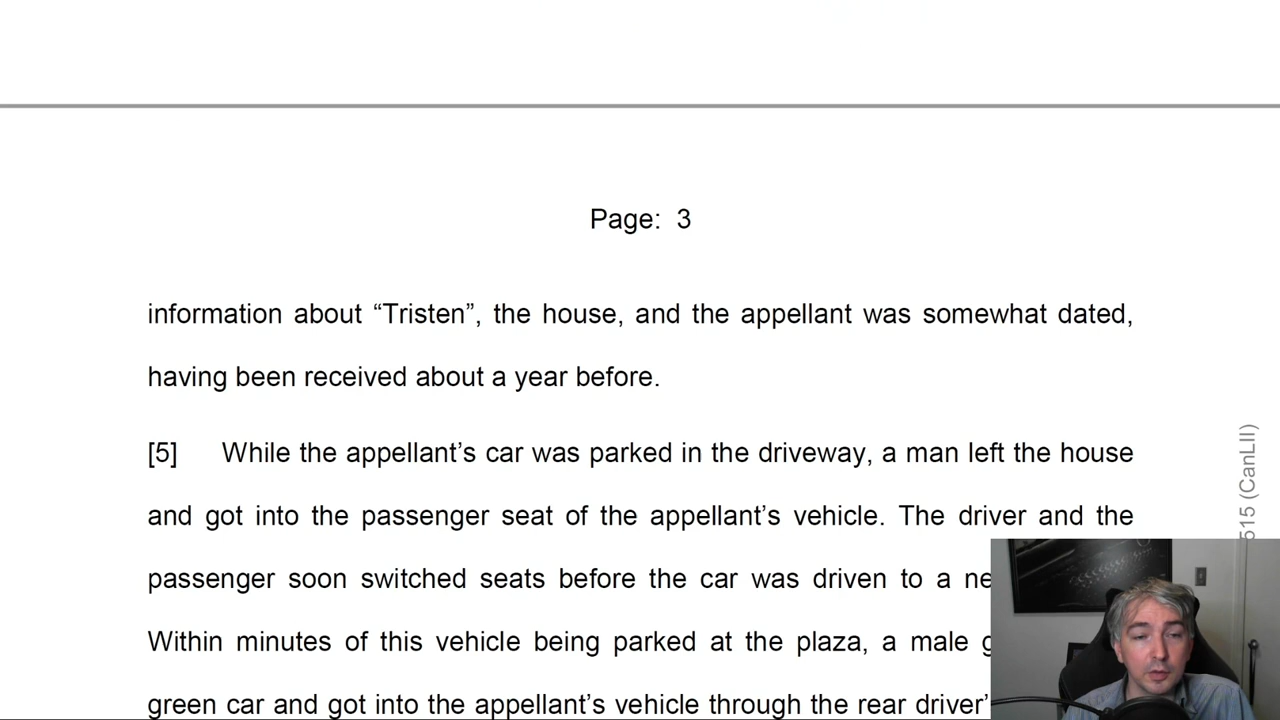 Page: 3
information about “Tristen”, the house, and the appellant was somewhat dated,
having been received about a year before.
[5] While the appellant’s car was parked in the driveway, a man left the house
and got into the passenger seat of the appellant’s vehicle. The driver and the
passenger soon switched seats before the car was driven to a
Within minutes of this vehicle being parked at the plaza, a male
green car and got into the appellant’s vehicle through the rear driver’
515 (CanLII)